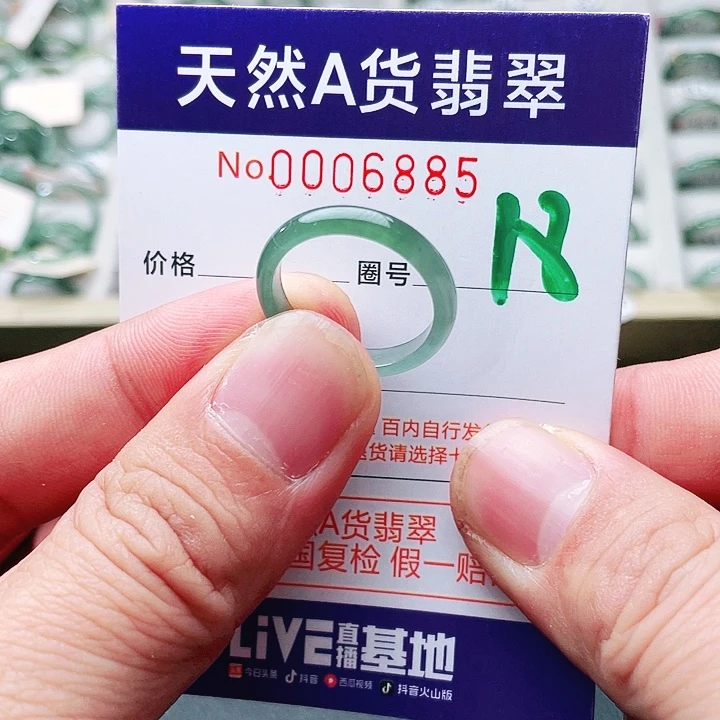 天然A货翡翠
No.0006885
价格 圈号
百内自行发
货请选择
A货翡翠
国复检 假一赔
LiVE直播基地
今日头条 抖音 西瓜视频 抖音火山版